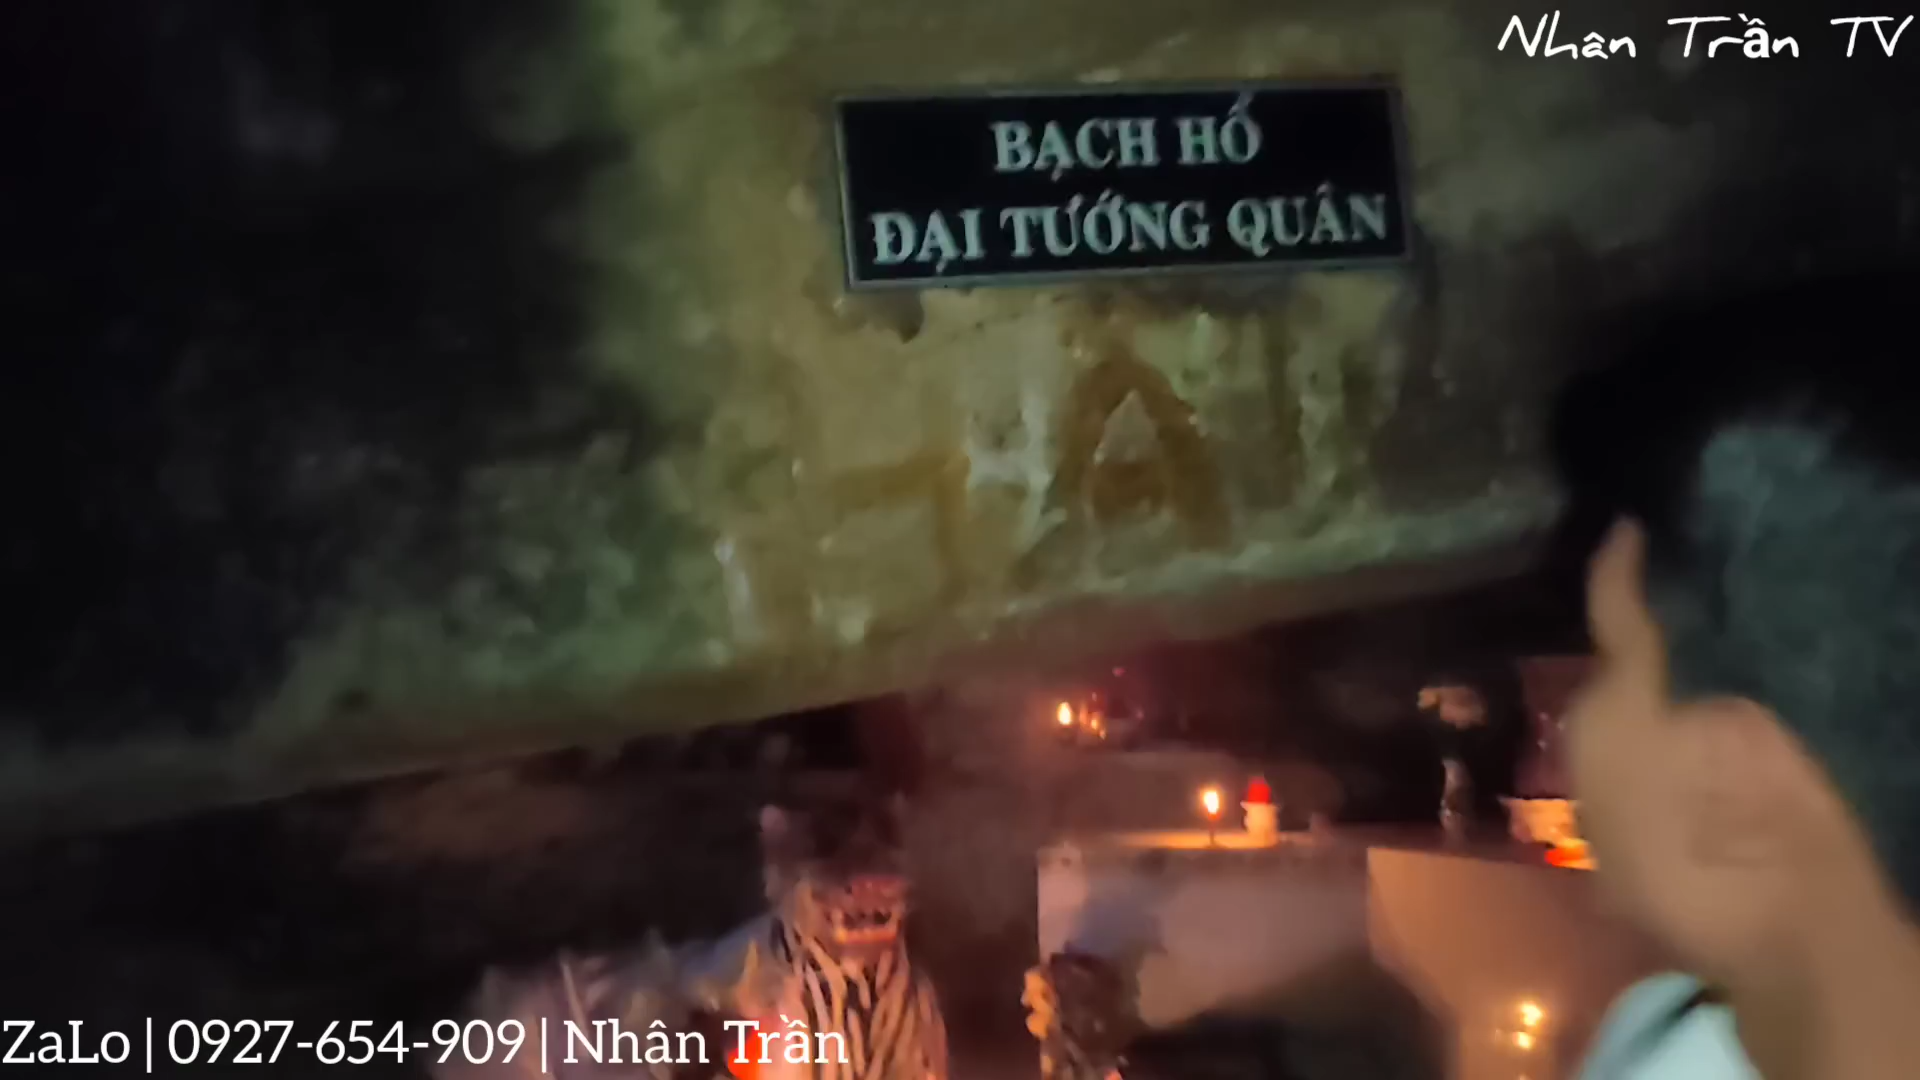 Nhân Trần TV
BẠCH HỔ
ĐẠI TƯỚNG QUÂN
ZaLo | 0927-654-909 | Nhân Trần